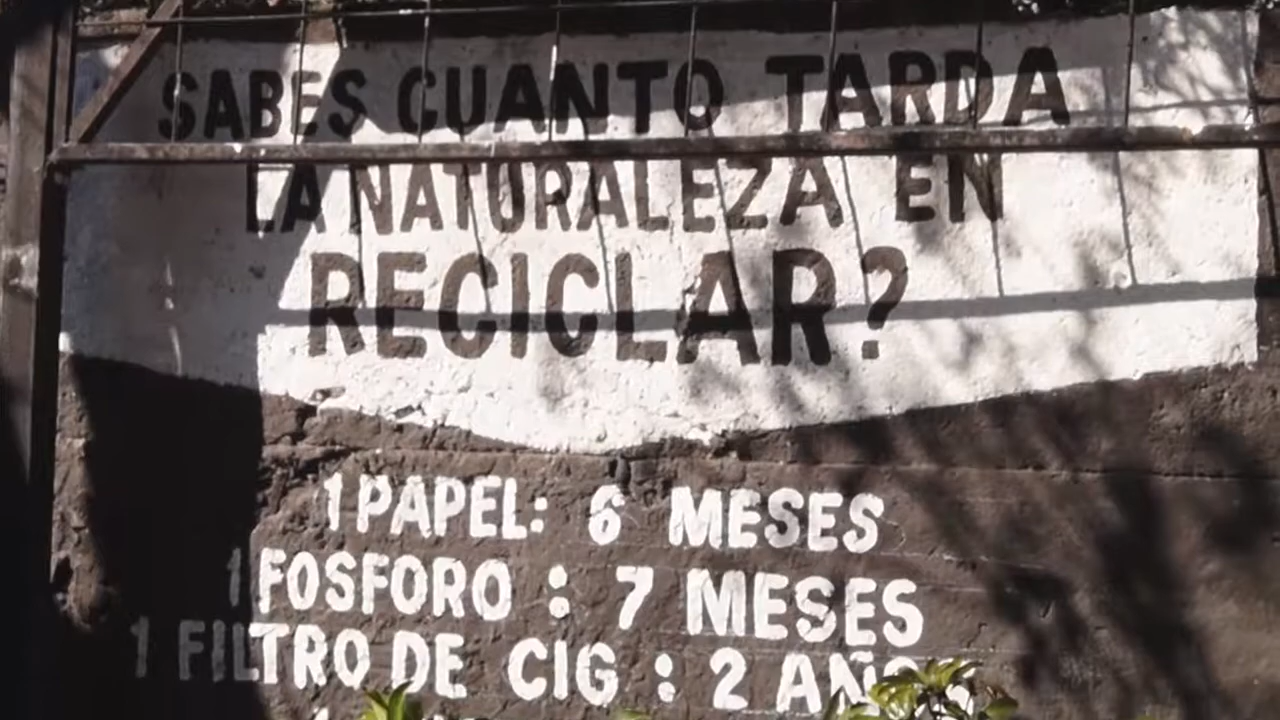 SABES CUANTO TARDA
LA NATURALEZA EN
RECICLAR?
1 PAPEL: 6 MESES
1 FOSFORO : 7 MESES
1 FILTRO DE CIG : 2 AÑOS